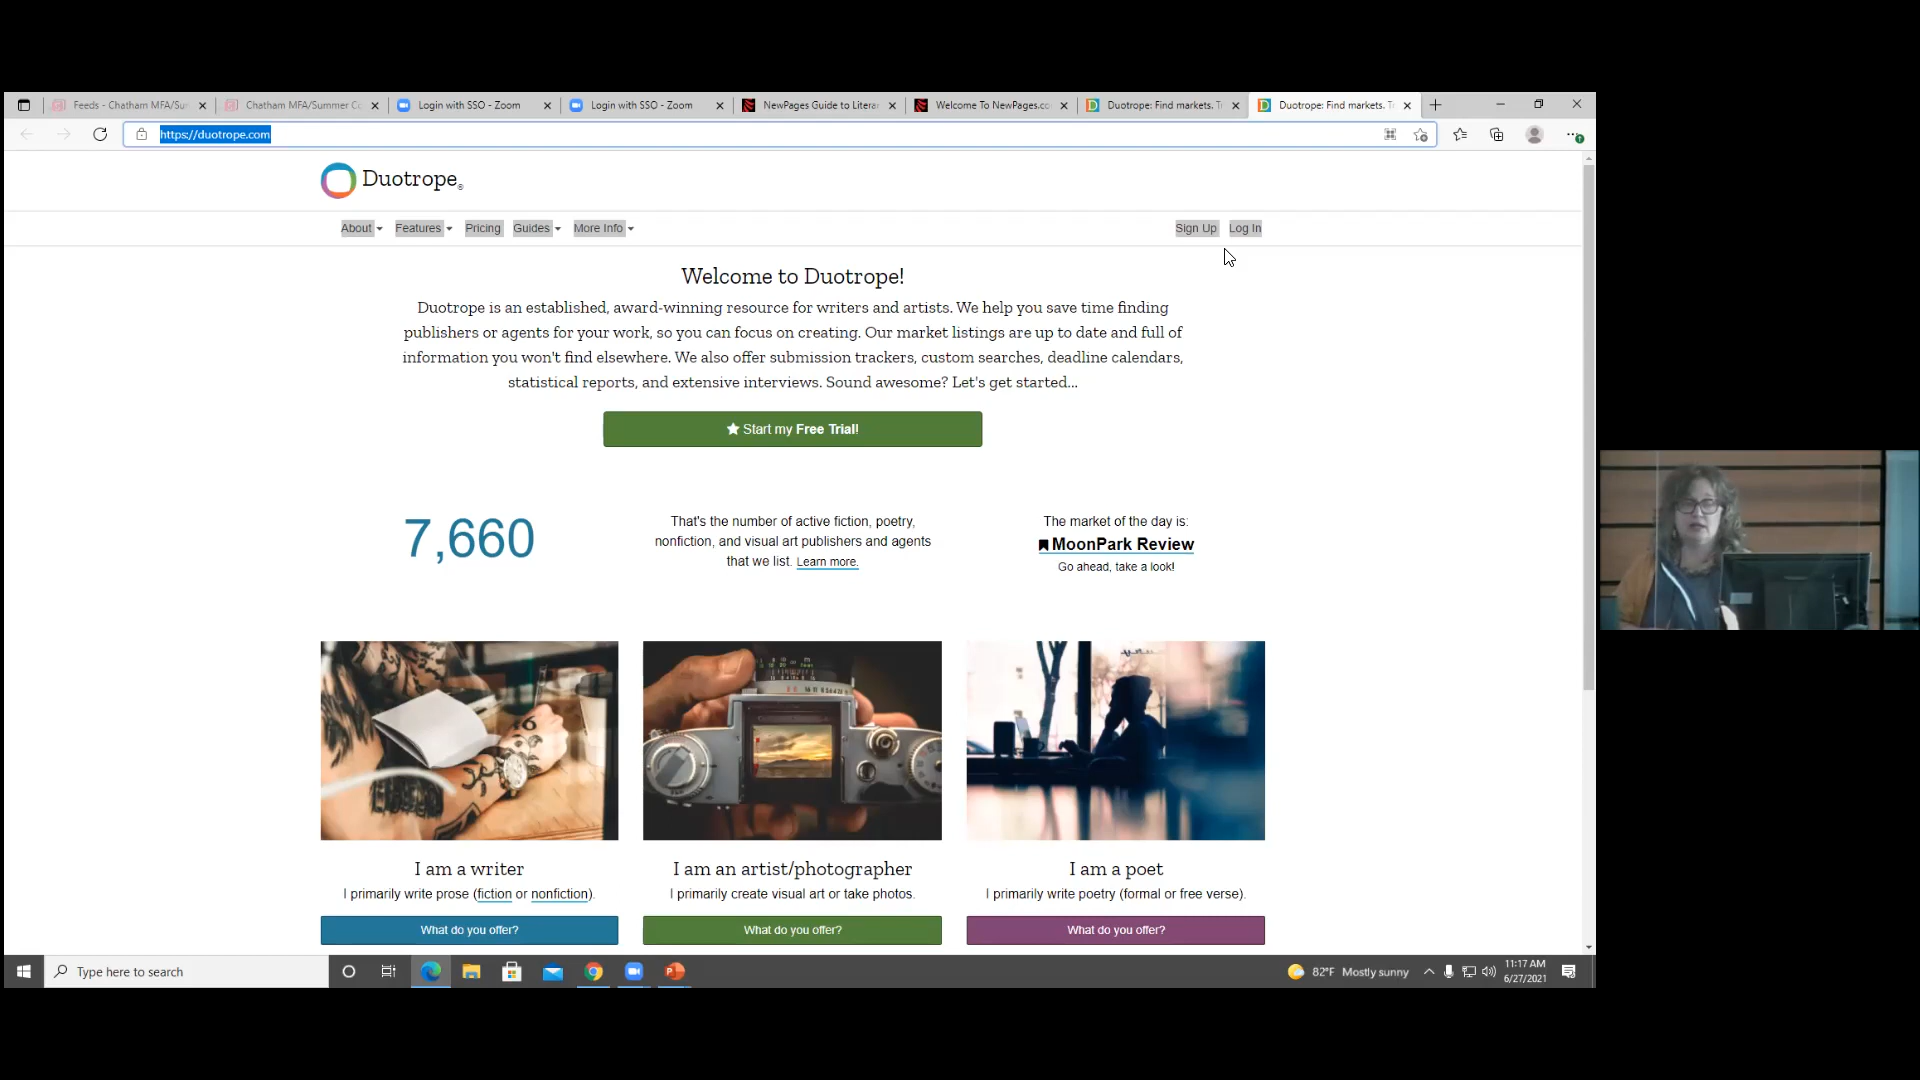 Feeds - Chatham MFA/Su
Chatham MFA/Summer Co
Login with SSO - Zoom
Login with SSO - Zoom
NewPages Guide to Litera
Welcome To NewPages.co
Duotrope: Find markets. T
Duotrope: Find markets. T
https://duotrope.com
Duotrope®
About
Features
Pricing
Guides
More Info
Sign Up
Log In
Welcome to Duotrope!
Duotrope is an established, award-winning resource for writers and artists. We help you save time finding
publishers or agents for your work, so you can focus on creating. Our market listings are up to date and full of
information you won't find elsewhere. We also offer submission trackers, custom searches, deadline calendars,
statistical reports, and extensive interviews. Sound awesome? Let's get started...
Start my Free Trial!
7,660
That's the number of active fiction, poetry,
nonfiction, and visual art publishers and agents
that we list. Learn more.
The market of the day is:
MoonPark Review
Go ahead, take a look!
I am a writer
I primarily write prose (fiction or nonfiction).
What do you offer?
I am an artist/photographer
I primarily create visual art or take photos.
What do you offer?
I am a poet
I primarily write poetry (formal or free verse).
What do you offer?
Type here to search
82°F Mostly sunny
11:17 AM
6/27/2021